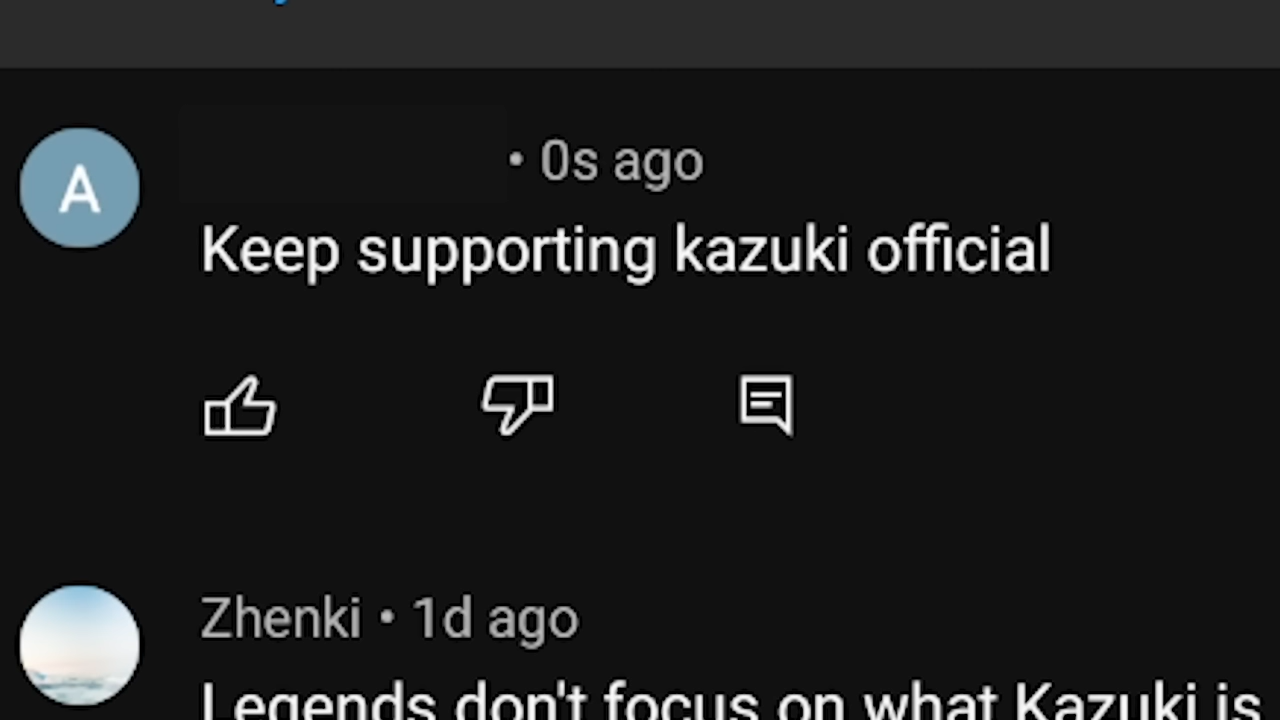 A
• 0s ago
Keep supporting kazuki official
Zhenki • 1d ago
Legends don't focus on what Kazuki is